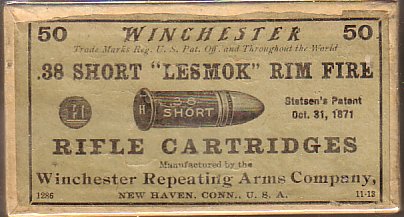 50 WINCHESTER 50
Trade Marks Reg. U. S. Pat. Off. and Throughout the World
.38 SHORT "LESMOK" RIM FIRE
H
H
.38
SHORT
Stetsen's Patent
Oct. 31, 1871
RIFLE CARTRIDGES
Manufactured by the
Winchester Repeating Arms Company,
1286 NEW HAVEN, CONN., U. S. A. 11-13